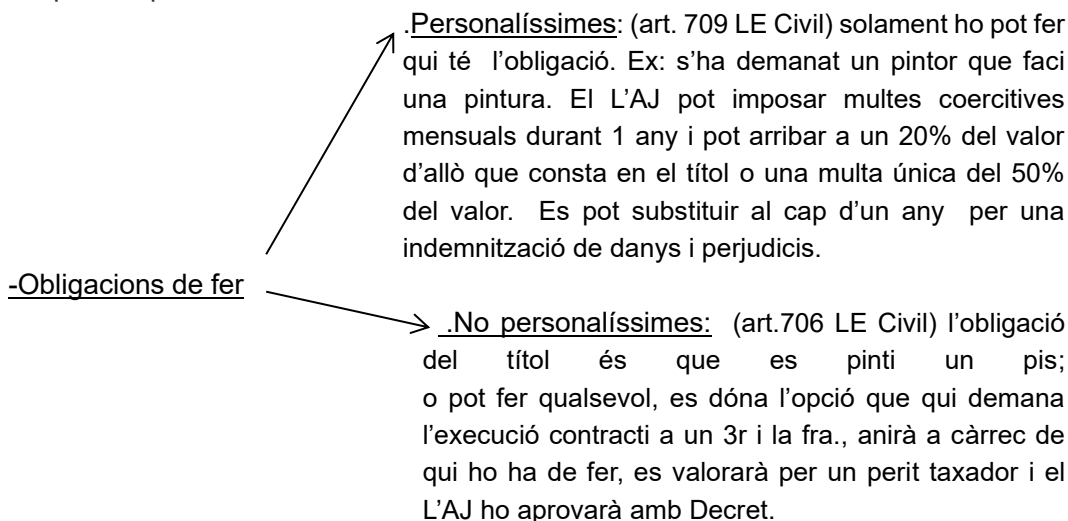 .Personalíssimes: (art. 709 LE Civil) solament ho pot fer
qui té l’obligació. Ex: s’ha demanat un pintor que faci
una pintura. El L’AJ pot imposar multes coercitives
mensuals durant 1 any i pot arribar a un 20% del valor
d’allò que consta en el títol o una multa única del 50%
del valor. Es pot substituir al cap d’un any per una
indemnització de danys i perjudicis.
-Obligacions de fer
.No personalíssimes: (art.706 LE Civil) l’obligació
del títol és que es pinti un pis;
o pot fer qualsevol, es dóna l’opció que qui demana
l’execució contracti a un 3r i la fra., anirà a càrrec de
qui ho ha de fer, es valorarà per un perit taxador i el
L’AJ ho aprovarà amb Decret.